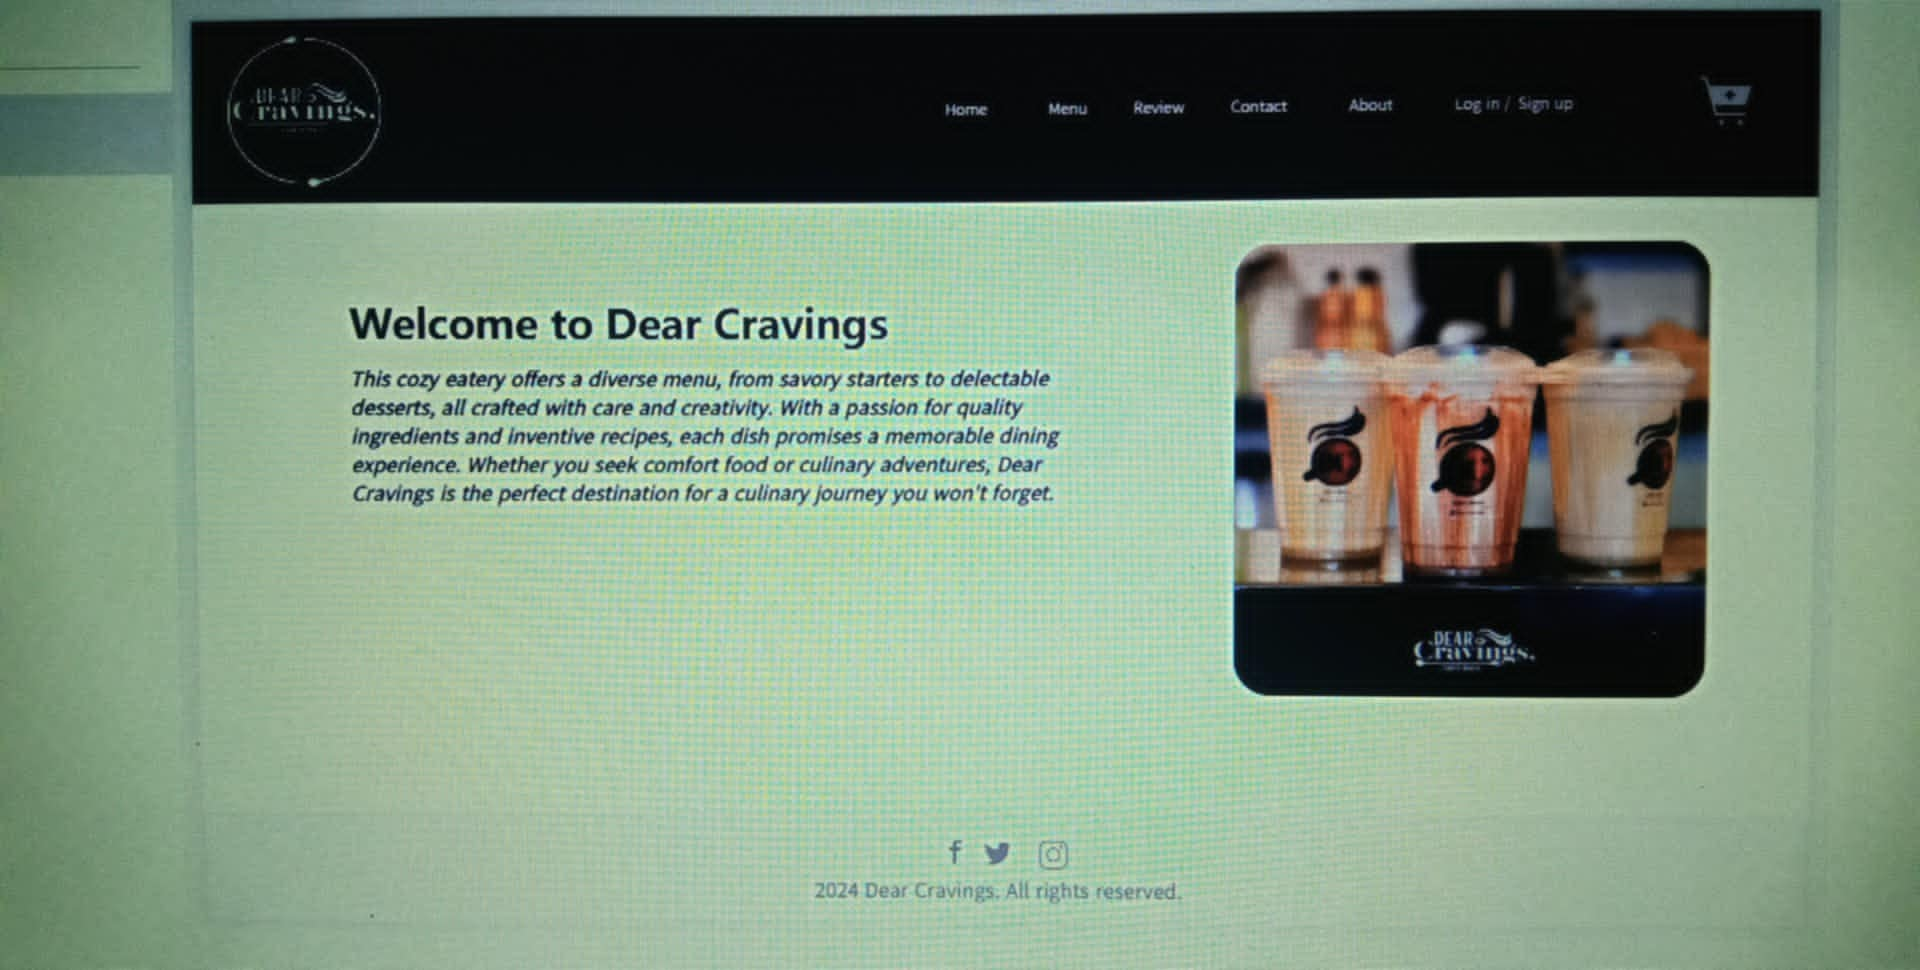 DEAR
Cravings.
Home Menu Review Contact About Log in / Sign up
Welcome to Dear Cravings
This cozy eatery offers a diverse menu, from savory starters to delectable
desserts, all crafted with care and creativity. With a passion for quality
ingredients and inventive recipes, each dish promises a memorable dining
experience. Whether you seek comfort food or culinary adventures, Dear
Cravings is the perfect destination for a culinary journey you won't forget.
DEAR
Cravings.
2024 Dear Cravings. All rights reserved.